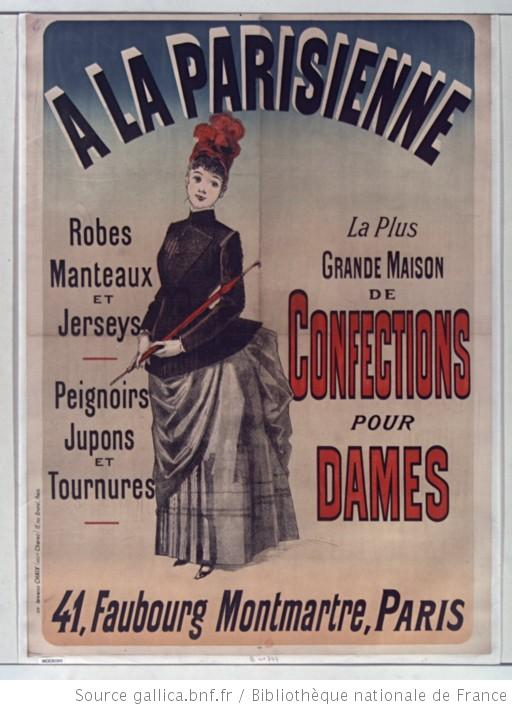 A LA PARISIENNE
Robes
Manteaux
ET
Jerseys
Peignoirs
Jupons
ET
Tournures
La Plus
GRANDE MAISON
DE
CONFECTIONS
POUR
DAMES
41, Faubourg Montmartre, PARIS
Source gallica.bnf.fr / Bibliothèque nationale de France